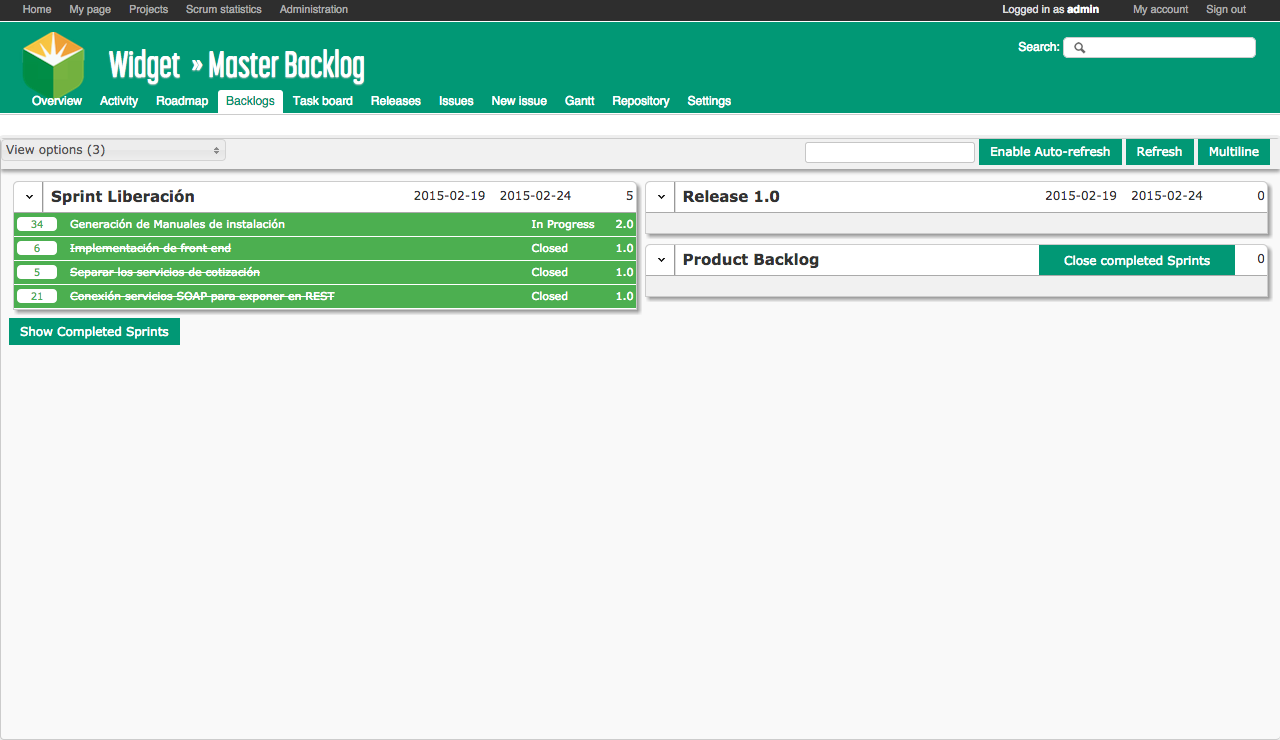 Home My page Projects Scrum statistics Administration Logged in as admin My account Sign out
Search:
Widget » Master Backlog
Overview Activity Roadmap Backlogs Task board Releases Issues New issue Gantt Repository Settings
View options (3) Enable Auto-refresh Refresh Multiline
Sprint Liberación 2015-02-19 2015-02-24 5
34 Generación de Manuales de instalación In Progress 2.0
6 Implementación de front end Closed 1.0
5 Separar los servicios de cotización Closed 1.0
21 Conexión servicios SOAP para exponer en REST Closed 1.0
Show Completed Sprints
Release 1.0 2015-02-19 2015-02-24 0
Product Backlog Close completed Sprints 0